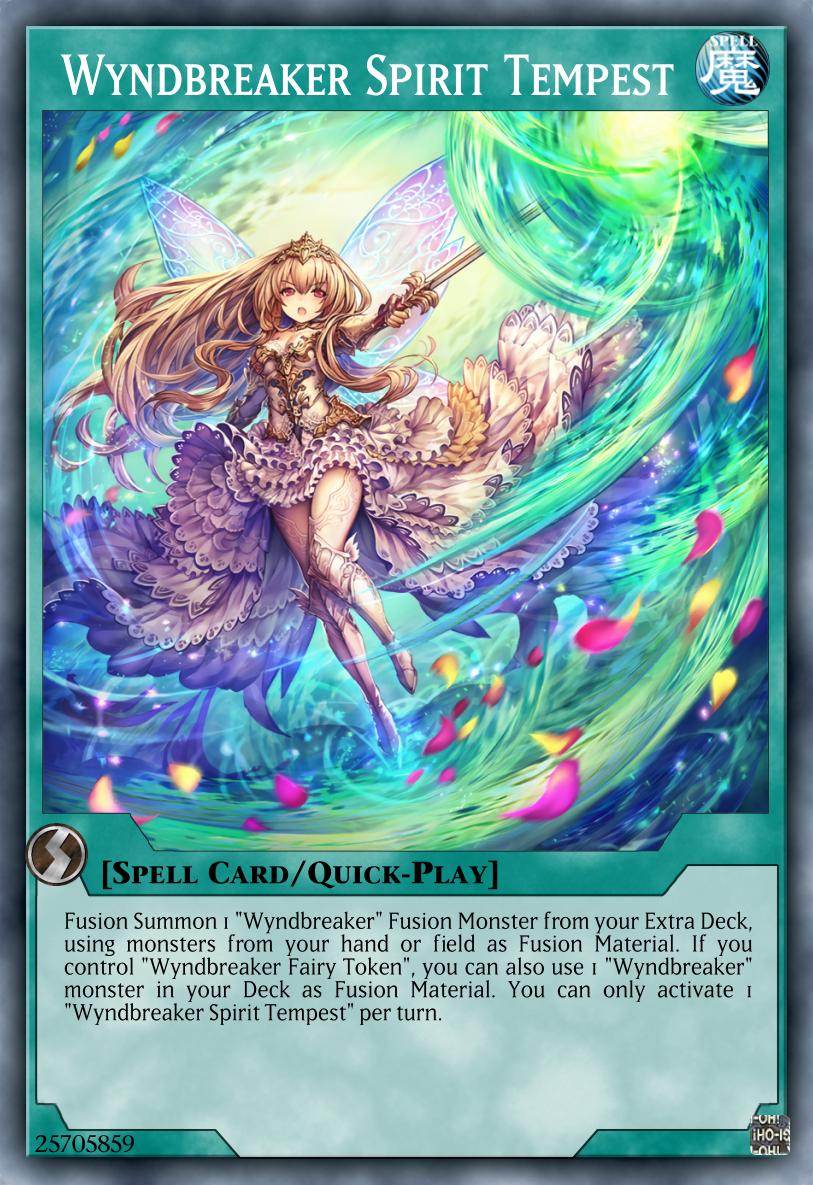 Wyndbreaker Spirit Tempest
SPELL
魔
[Spell Card/Quick-Play]
Fusion Summon 1 "Wyndbreaker" Fusion Monster from your Extra Deck,
using monsters from your hand or field as Fusion Material. If you
control "Wyndbreaker Fairy Token", you can also use 1 "Wyndbreaker"
monster in your Deck as Fusion Material. You can only activate 1
"Wyndbreaker Spirit Tempest" per turn.
25705859
-OH!
-OH!